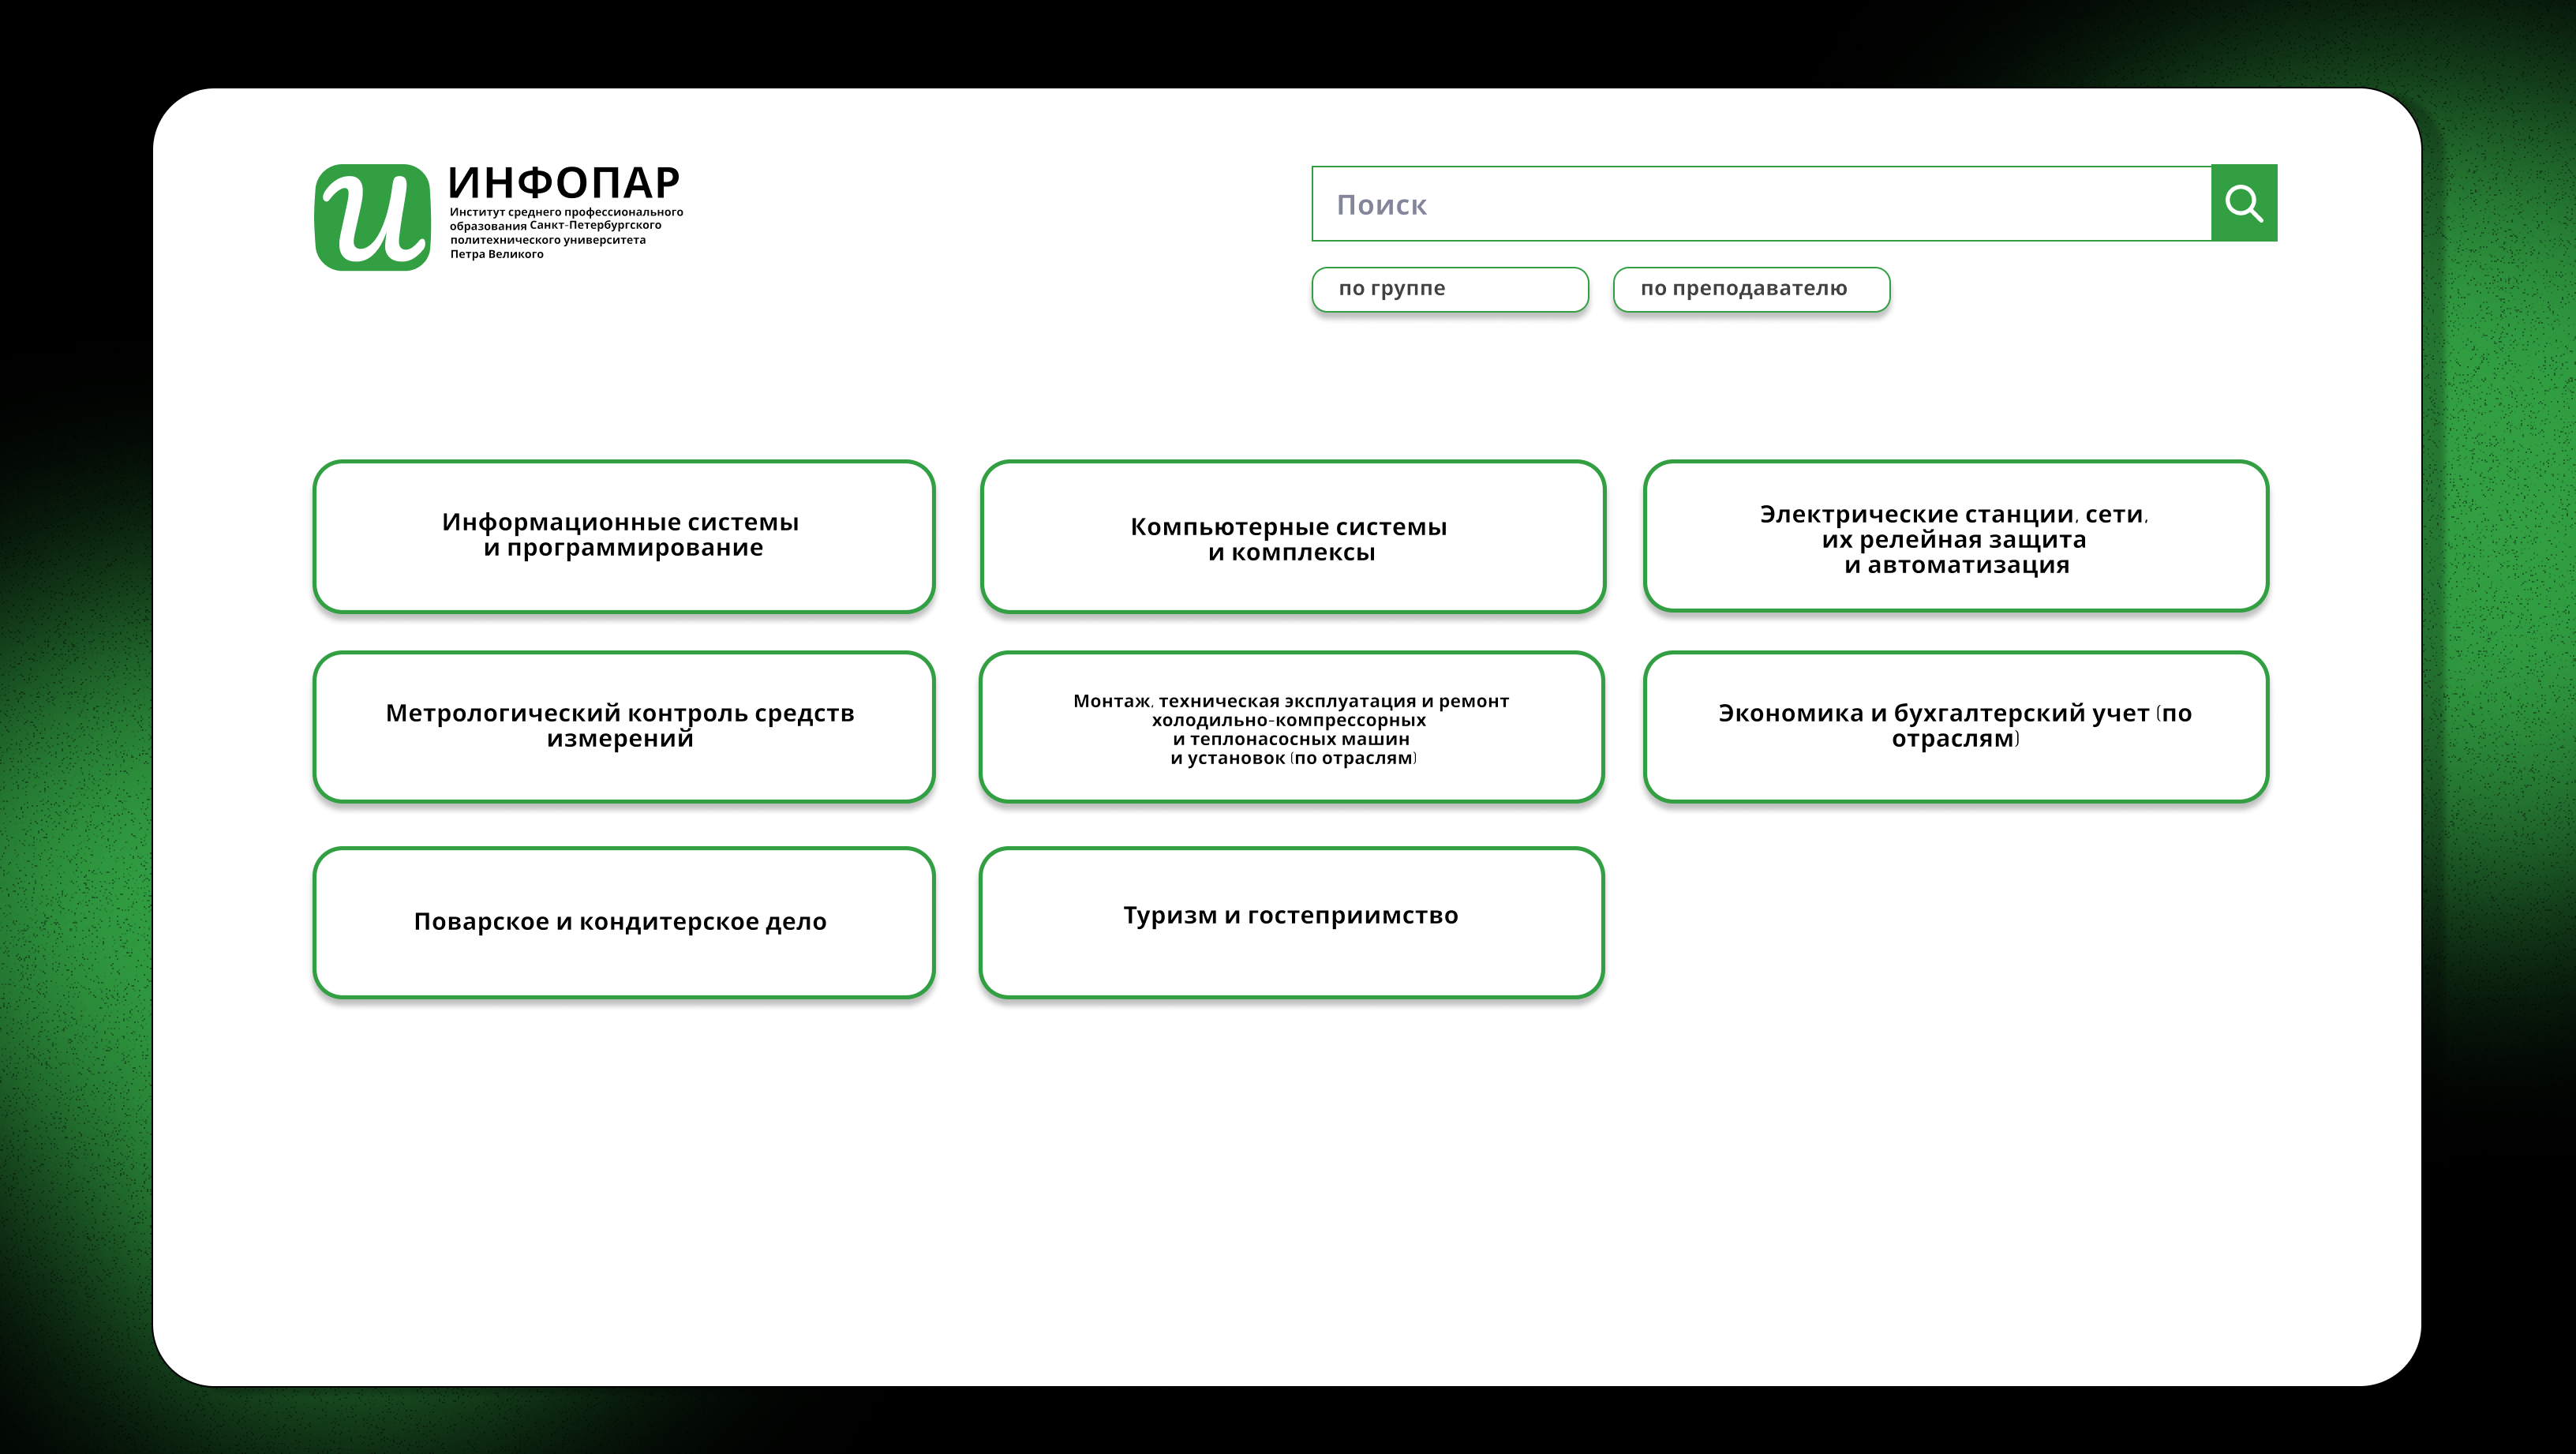 и
ИНФОПАР
Институт среднего профессионального
образования Санкт-Петербургского
политехнического университета
Петра Великого
Поиск
по группе
по преподавателю
Информационные системы
и программирование
Компьютерные системы
и комплексы
Электрические станции, сети,
их релейная защита
и автоматизация
Метрологический контроль средств
измерений
Монтаж, техническая эксплуатация и ремонт
холодильно-компрессорных
и теплонасосных машин
и установок (по отраслям)
Экономика и бухгалтерский учет (по
отраслям)
Поварское и кондитерское дело
Туризм и гостеприимство